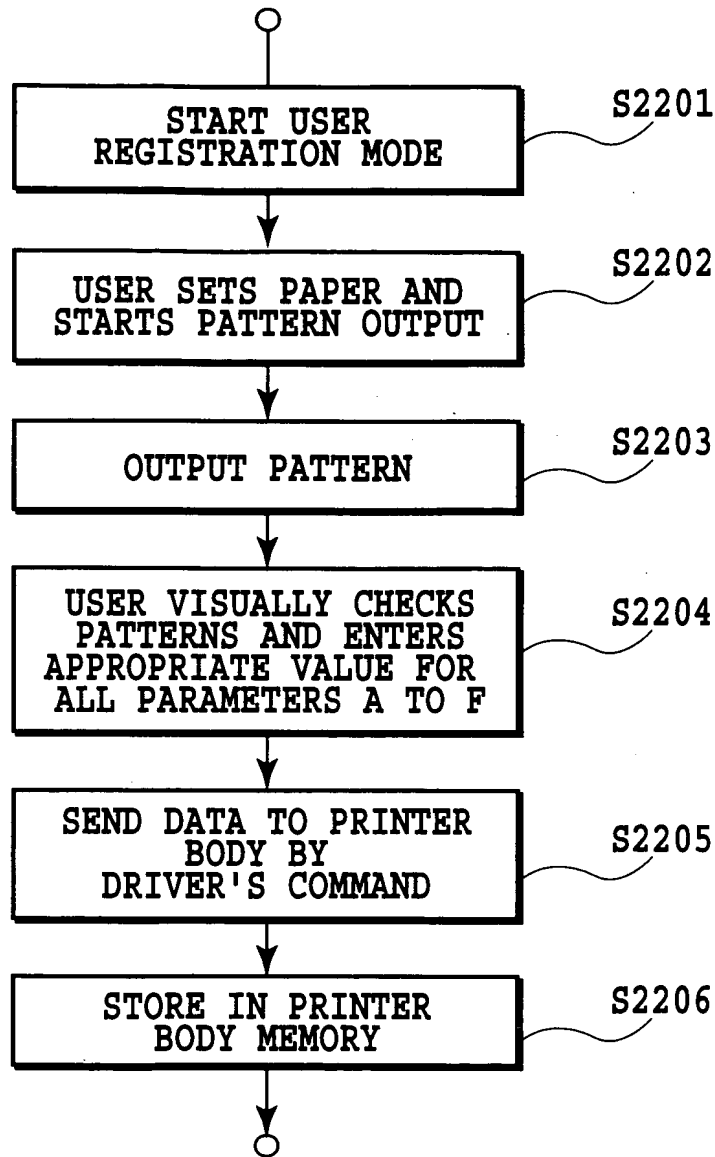 START USER
REGISTRATION MODE
S2201
USER SETS PAPER AND
STARTS PATTERN OUTPUT
S2202
OUTPUT PATTERN
S2203
USER VISUALLY CHECKS
PATTERNS AND ENTERS
APPROPRIATE VALUE FOR
ALL PARAMETERS A TO F
S2204
SEND DATA TO PRINTER
BODY BY
DRIVER'S COMMAND
S2205
STORE IN PRINTER
BODY MEMORY
S2206